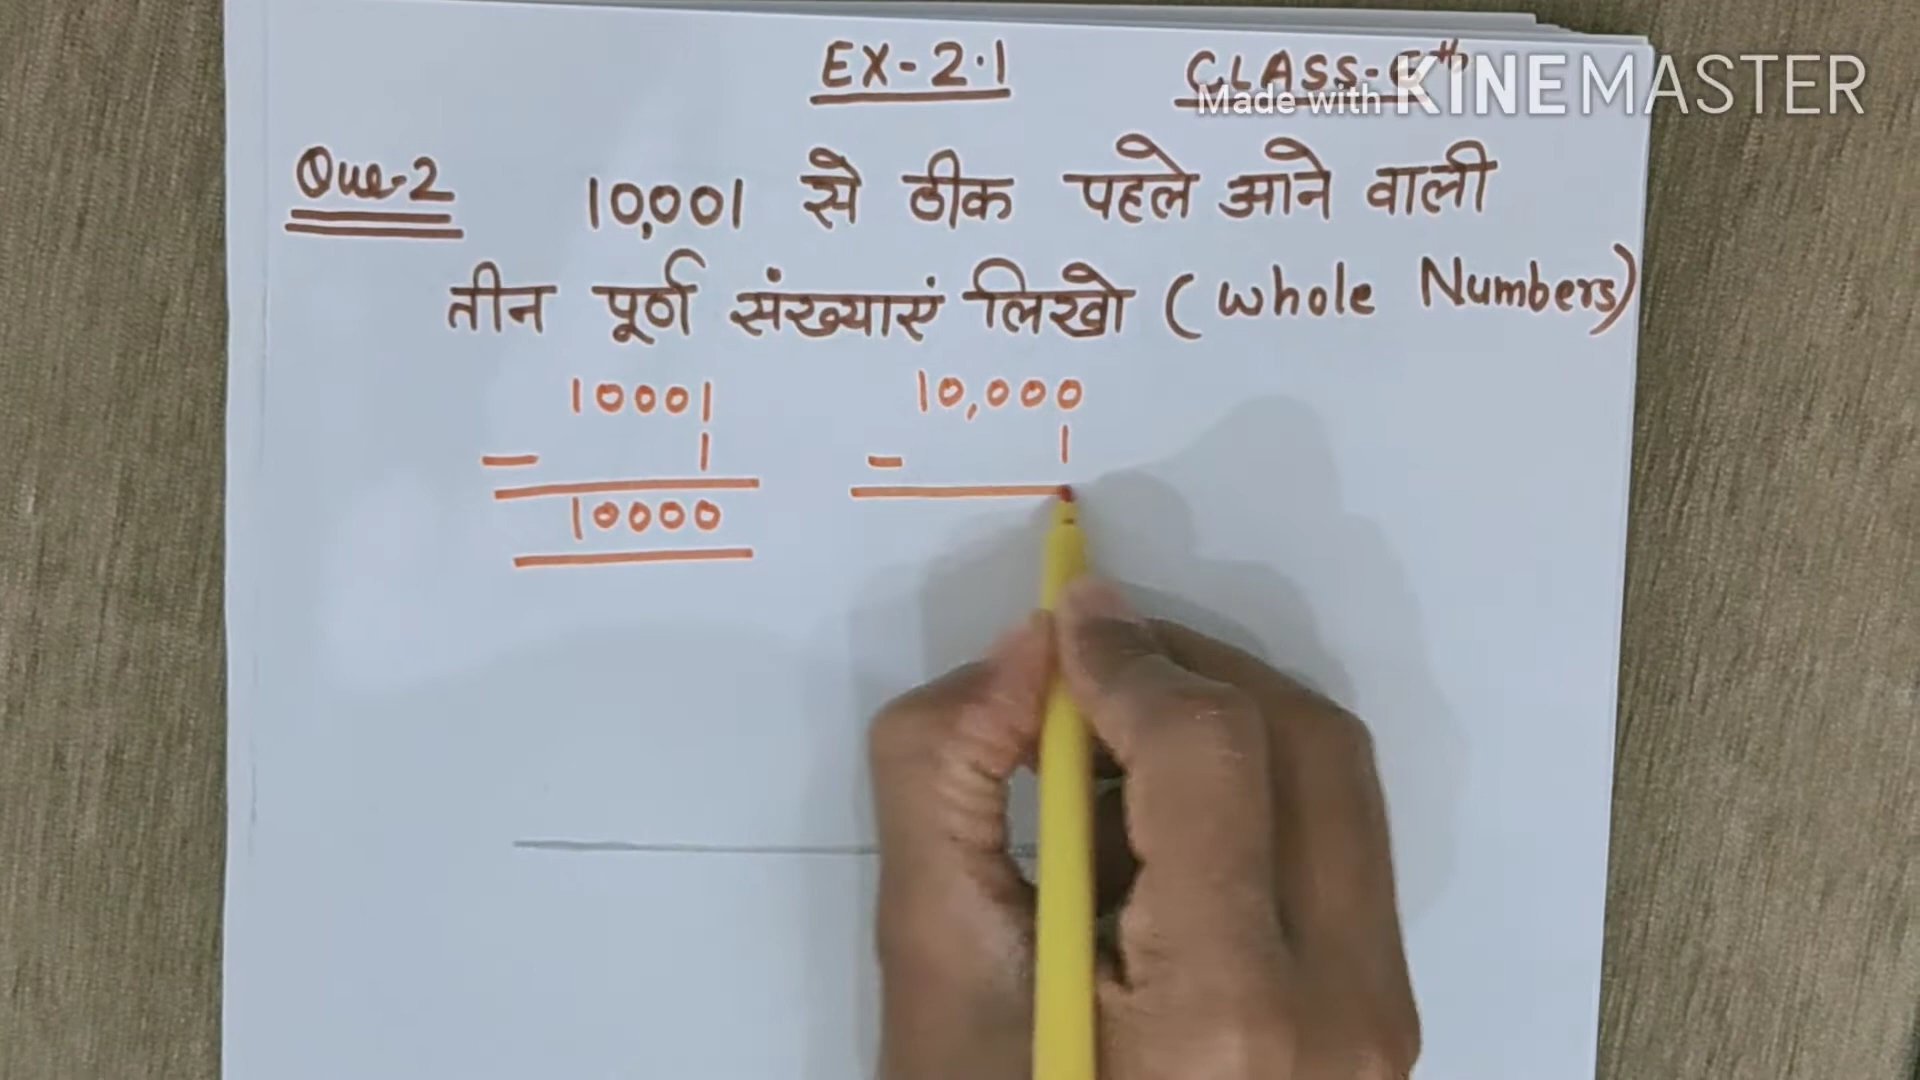 EX-2.1 CLASS-6th
Made with KINEMASTER
Que-2 10,001 से ठीक पहले आने वाली
तीन पूर्ण संख्याएं लिखो (whole Numbers)
10001 10,000
- 1 - 1
10000